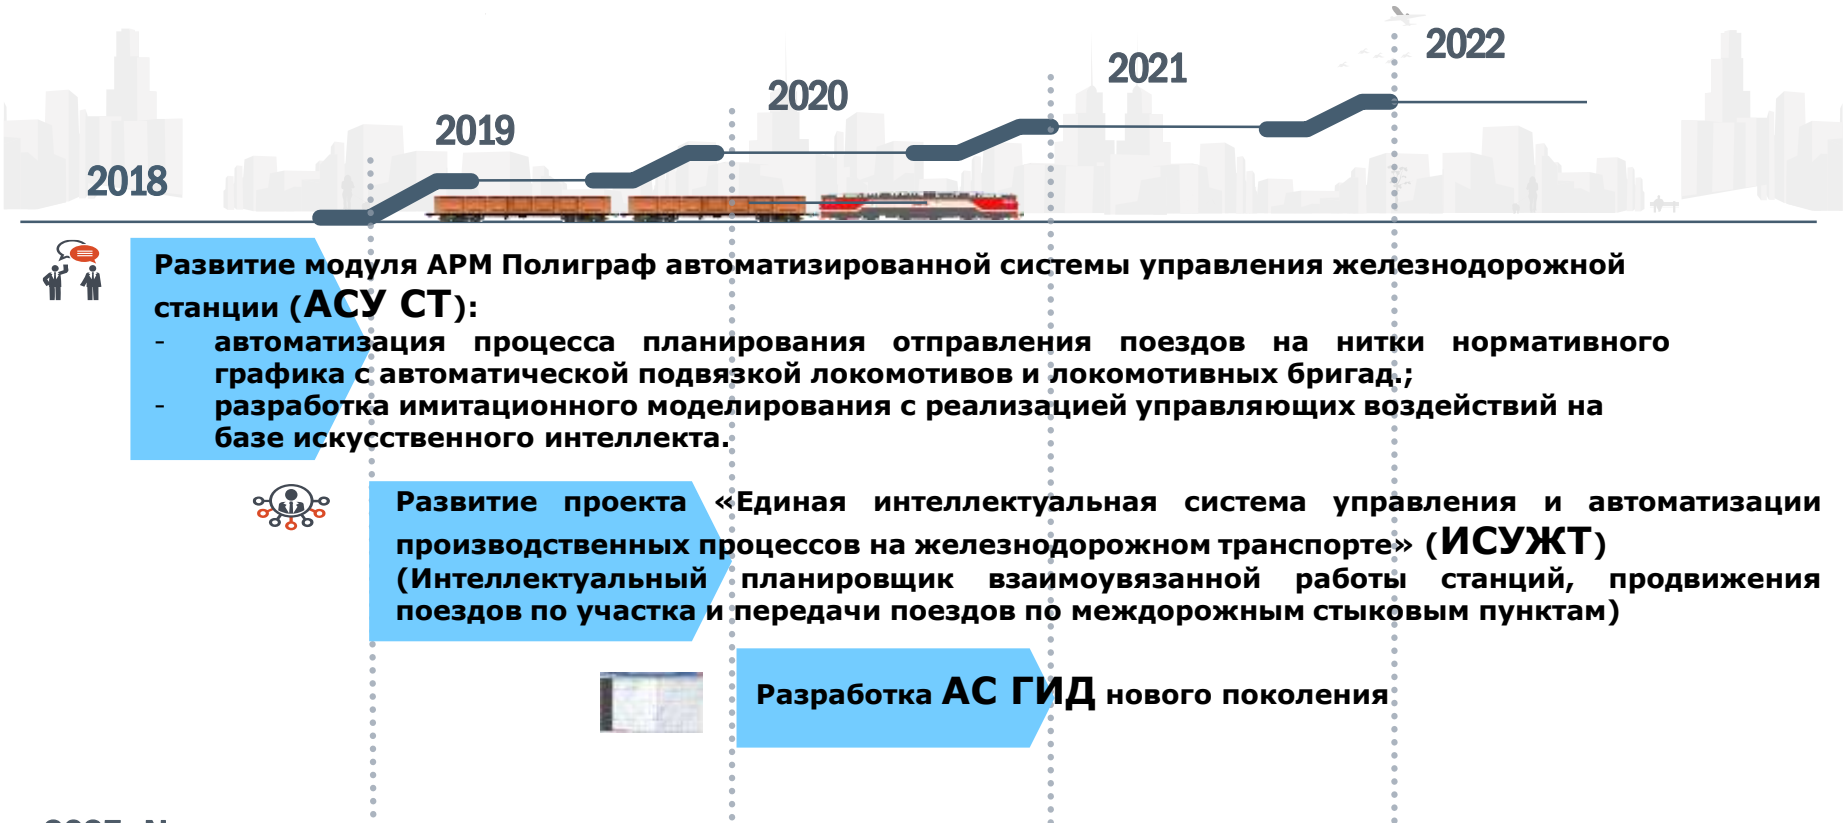 2018
2019
2020
2021
2022
Развитие модуля АРМ Полиграф автоматизированной системы управления железнодорожной
станции (АСУ СТ):
- автоматизация процесса планирования отправления поездов на нитки нормативного
графика с автоматической подвязкой локомотивов и локомотивных бригад.;
- разработка имитационного моделирования с реализацией управляющих воздействий на
базе искусственного интеллекта.
Развитие проекта «Единая интеллектуальная система управления и автоматизации
производственных процессов на железнодорожном транспорте» (ИСУЖТ)
(Интеллектуальный планировщик взаимоувязанной работы станций, продвижения
поездов по участка и передачи поездов по междорожным стыковым пунктам)
Разработка АС ГИД нового поколения